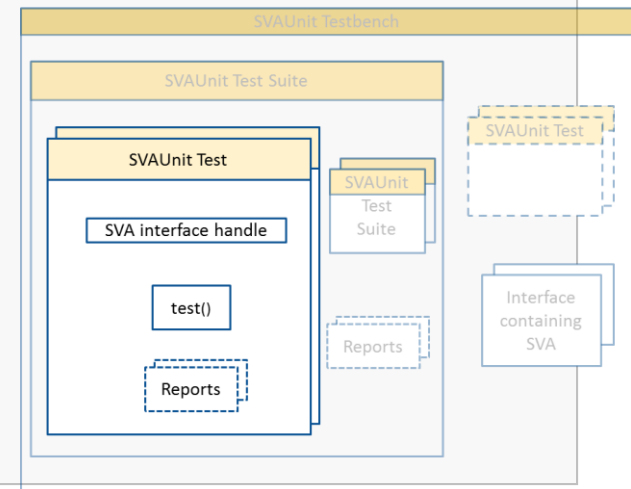 SVAUnit Testbench
SVAUnit Test Suite
SVAUnit Test
SVA interface handle
test()
Reports
SVAUnit
Test
Suite
Reports
SVAUnit Test
Interface
containing
SVA